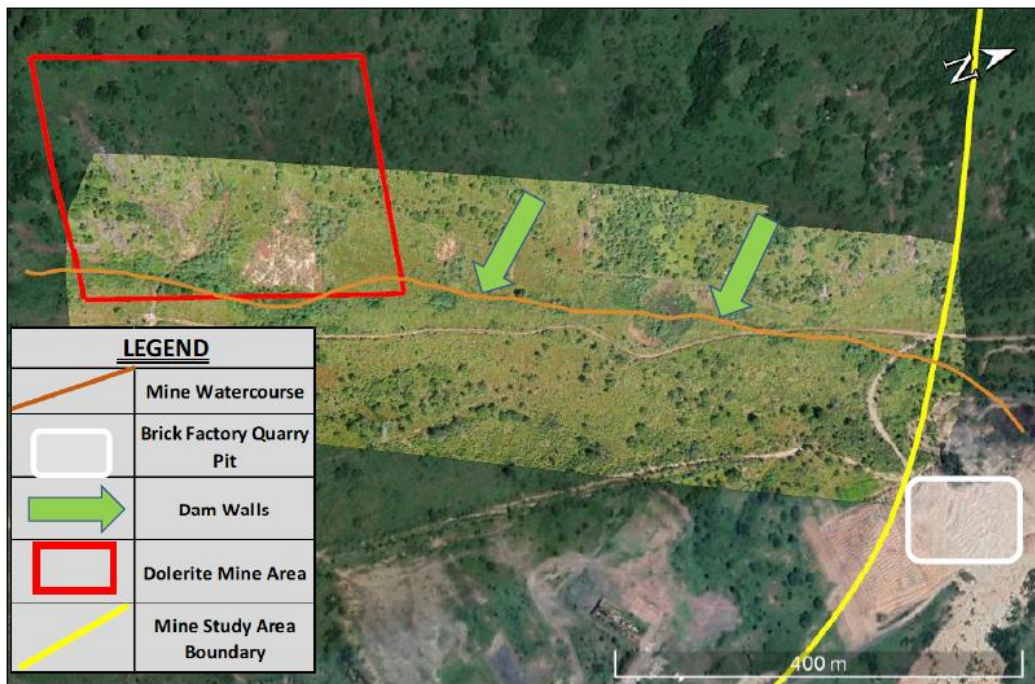 N
LEGEND
Mine Watercourse
Brick Factory Quarry
Pit
Dam Walls
Dolerite Mine Area
Mine Study Area
Boundary
400 m